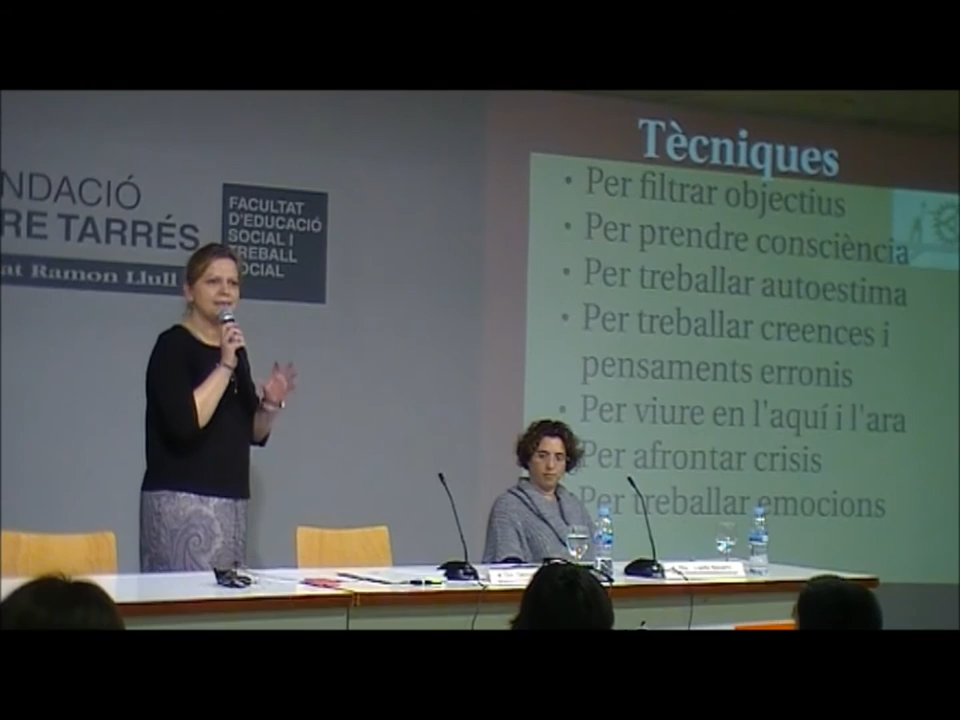 NDACIÓ
RE TARRÉS
at Ramon Llull
FACULTAT
D'EDUCACIÓ
SOCIAL I
TREBALL
SOCIAL
Tècniques
• Per filtrar objectius
• Per prendre consciència
• Per treballar autoestima
• Per treballar creences i
pensaments erronis
• Per viure en l'aquí i l'ara
• Per afrontar crisis
• Per treballar emocions